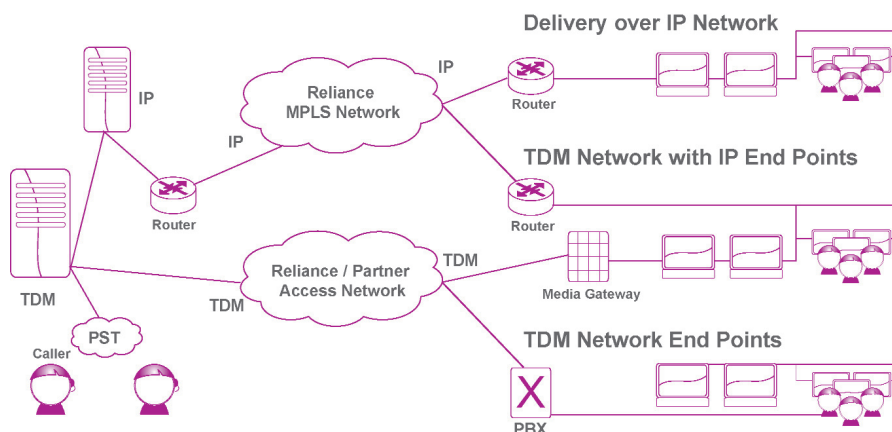 Delivery over IP Network
IP
IP
Reliance
MPLS Network
IP
Router
Router
TDM Network with IP End Points
Router
TDM
Reliance / Partner
Access Network
TDM
TDM
Media Gateway
PST
Caller
TDM Network End Points
X
PBX